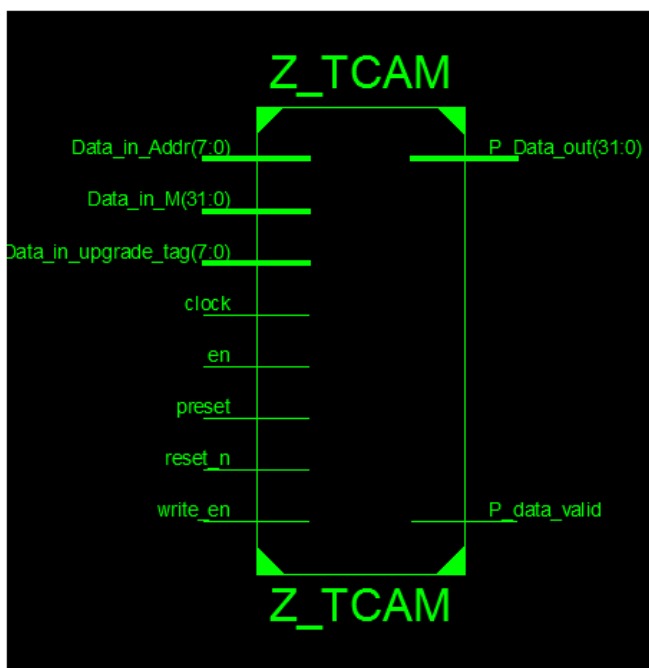 Z_TCAM
Data_in_Addr(7:0)
P_Data_out(31:0)
Data_in_M(31:0)
Data_in_upgrade_tag(7:0)
clock
en
preset
reset_n
write_en
P_data_valid
Z_TCAM